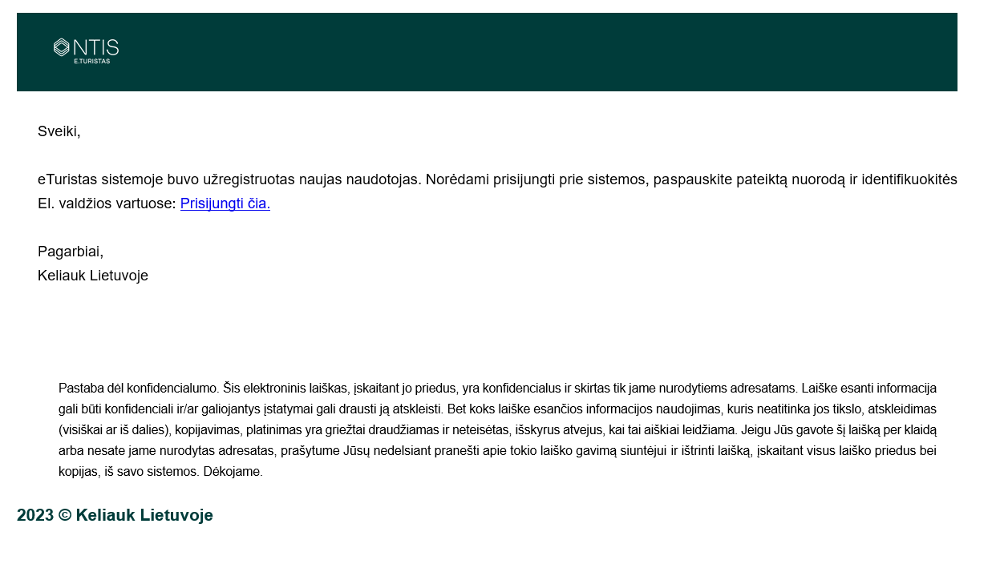 NTIS
E.TURISTAS
Sveiki,
eTuristas sistemoje buvo užregistruotas naujas naudotojas. Norėdami prisijungti prie sistemos, paspauskite pateiktą nuorodą ir identifikuokitės
El. valdžios vartuose: Prisijungti čia.
Pagarbiai,
Keliauk Lietuvoje
Pastaba dėl konfidencialumo. Šis elektroninis laiškas, įskaitant jo priedus, yra konfidencialus ir skirtas tik jame nurodytiems adresatams. Laiške esanti informacija
gali būti konfidenciali ir/ar galiojantys įstatymai gali drausti ją atskleisti. Bet koks laiške esančios informacijos naudojimas, kuris neatitinka jos tikslo, atskleidimas
(visiškai ar iš dalies), kopijavimas, platinimas yra griežtai draudžiamas ir neteisėtas, išskyrus atvejus, kai tai aiškiai leidžiama. Jeigu Jūs gavote šį laišką per klaidą
arba nesate jame nurodytas adresatas, prašytume Jūsų nedelsiant pranešti apie tokio laiško gavimą siuntėjui ir ištrinti laišką, įskaitant visus laiško priedus bei
kopijas, iš savo sistemos. Dėkojame.
2023 © Keliauk Lietuvoje